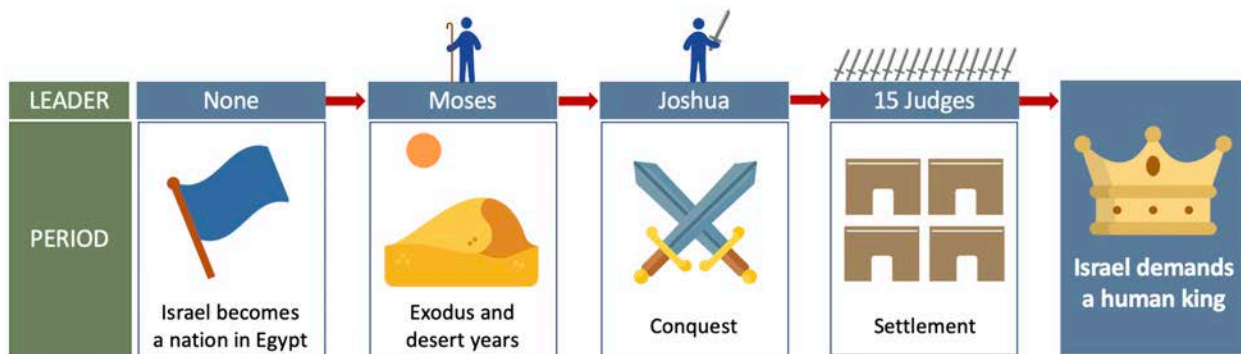 LEADER
None
Moses
Joshua
15 Judges
PERIOD
Israel becomes
a nation in Egypt
Exodus and
desert years
Conquest
Settlement
Israel demands
a human king